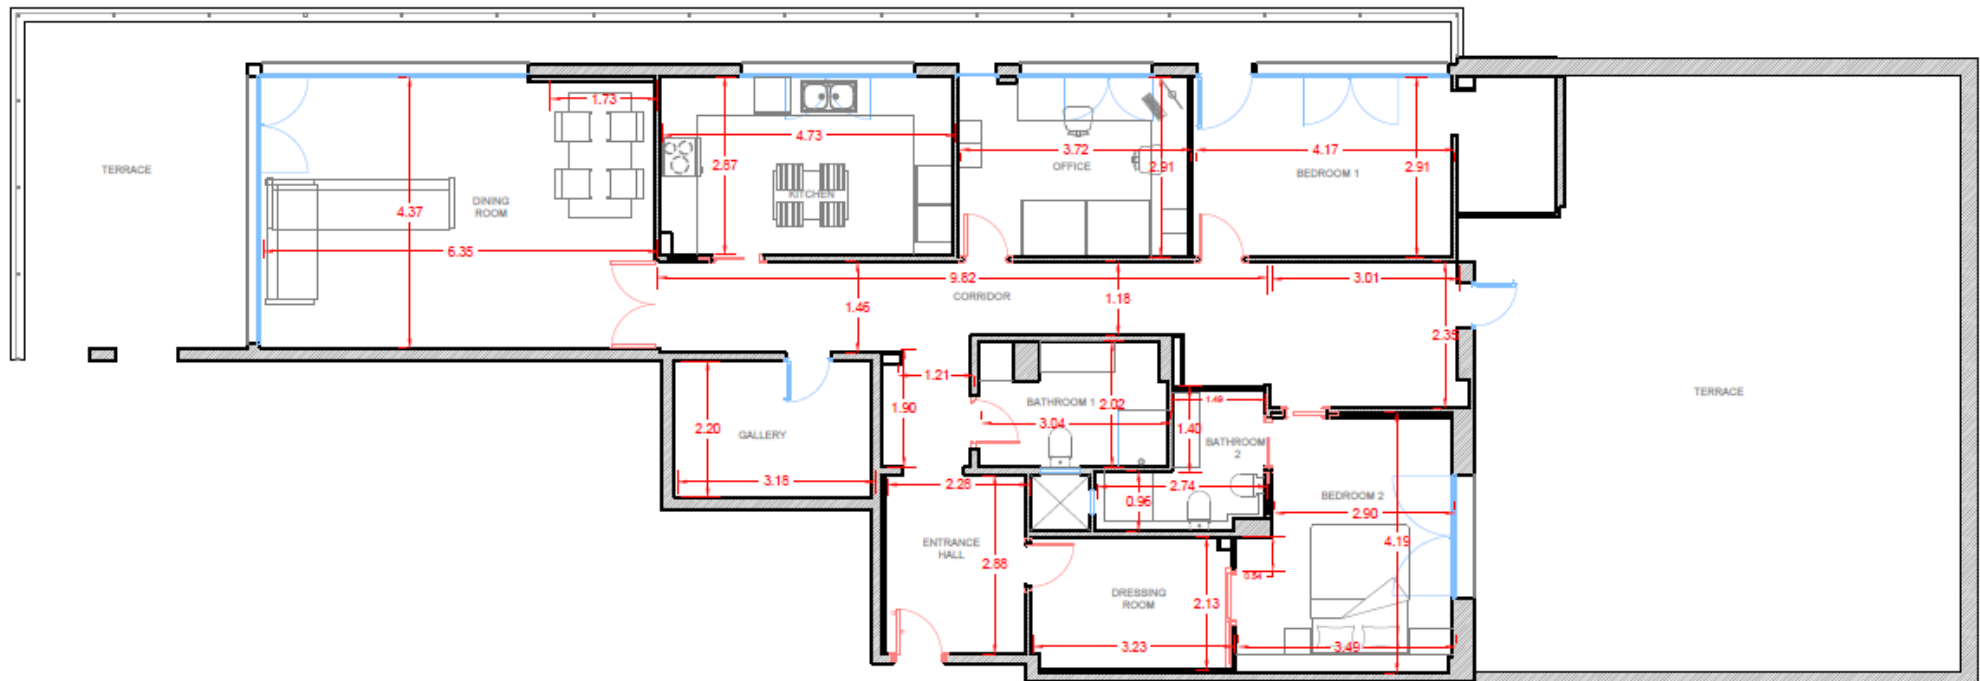 1.73
4.73
2.87
3.72
OFFICE
2.91
4.17
BEDROOM 1
2.91
TERRACE
DINING
ROOM
4.37
6.35
KITCHEN
9.82
CORRIDOR
1.46
1.18
3.01
2.35
TERRACE
1.21
1.90
BATHROOM 1
2.02
3.04
1.49
1.40
BATHROOM
2
2.20
GALLERY
3.18
2.28
0.96
2.74
BEDROOM 2
2.90
4.19
ENTRANCE
HALL
2.88
0.54
DRESSING
ROOM
2.13
3.23
3.49